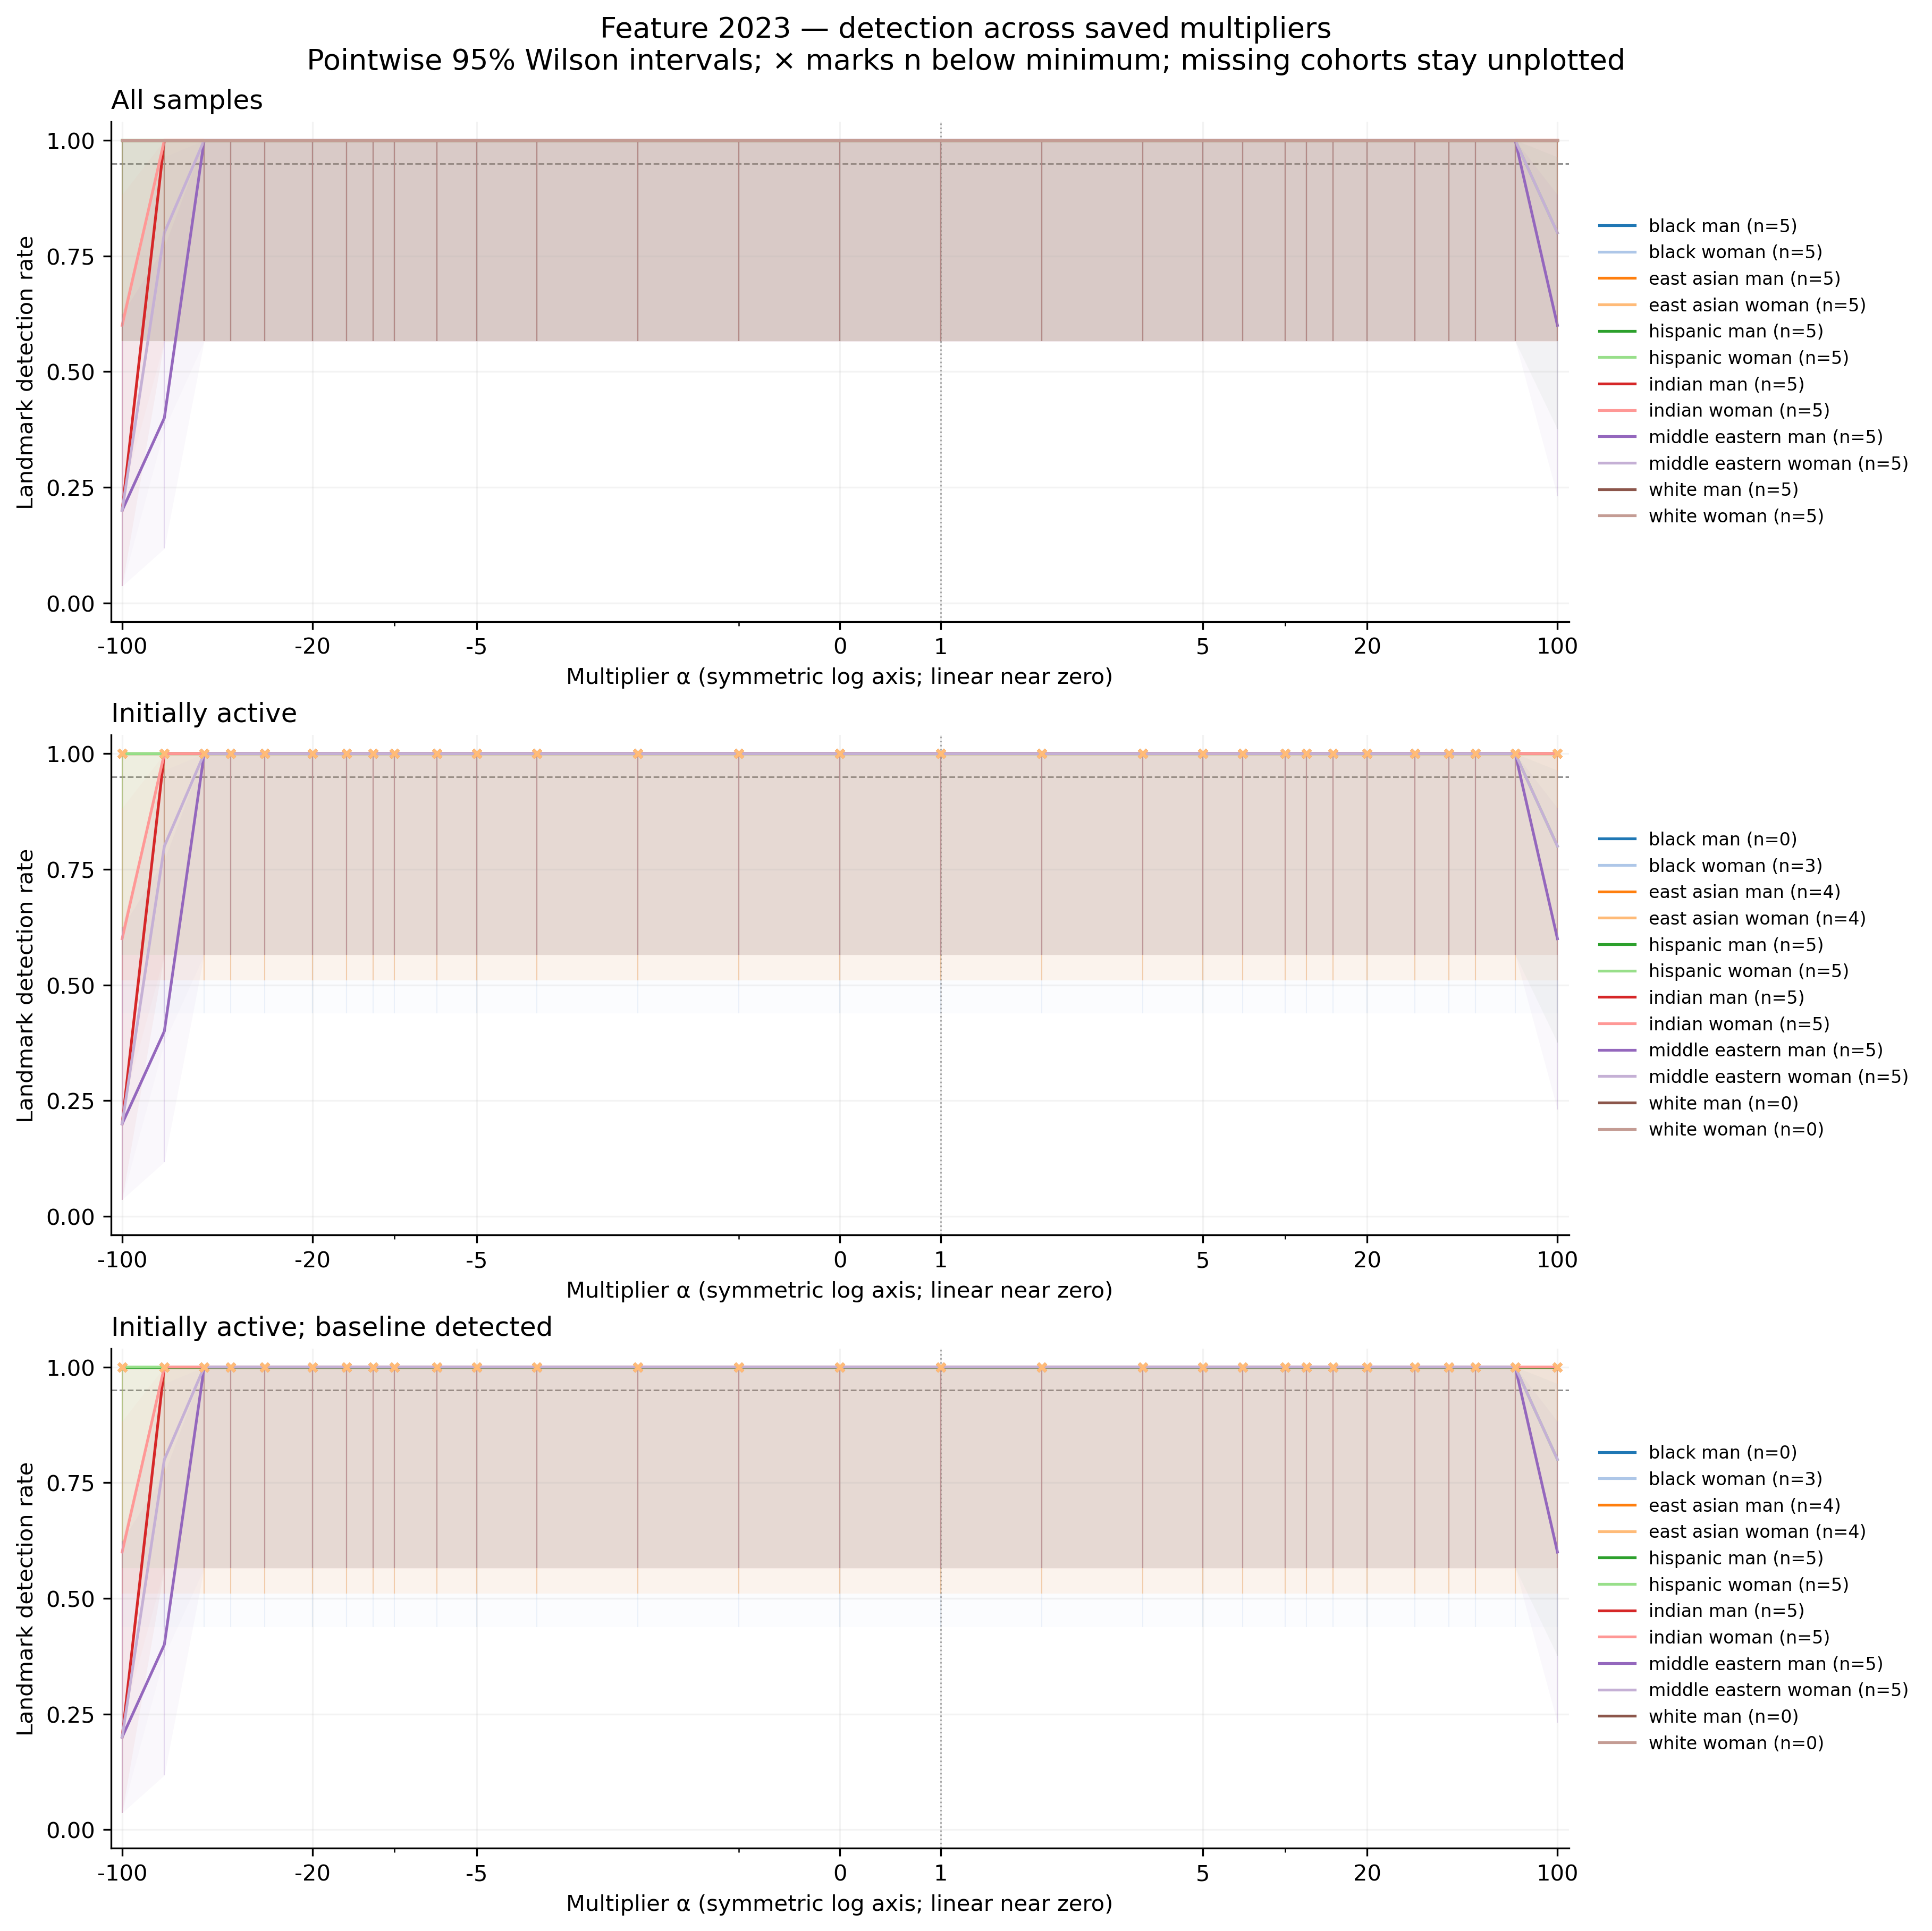 Feature 2023 — detection across saved multipliers
Pointwise 95% Wilson intervals; × marks n below minimum; missing cohorts stay unplotted
All samples
Landmark detection rate
1.00
0.75
0.50
0.25
0.00
-100 -20 -5 0 1 5 20 100
Multiplier α (symmetric log axis; linear near zero)
black man (n=5)
black woman (n=5)
east asian man (n=5)
east asian woman (n=5)
hispanic man (n=5)
hispanic woman (n=5)
indian man (n=5)
indian woman (n=5)
middle eastern man (n=5)
middle eastern woman (n=5)
white man (n=5)
white woman (n=5)
Initially active
Landmark detection rate
1.00
0.75
0.50
0.25
0.00
-100 -20 -5 0 1 5 20 100
Multiplier α (symmetric log axis; linear near zero)
black man (n=0)
black woman (n=3)
east asian man (n=4)
east asian woman (n=4)
hispanic man (n=5)
hispanic woman (n=5)
indian man (n=5)
indian woman (n=5)
middle eastern man (n=5)
middle eastern woman (n=5)
white man (n=0)
white woman (n=0)
Initially active; baseline detected
Landmark detection rate
1.00
0.75
0.50
0.25
0.00
-100 -20 -5 0 1 5 20 100
Multiplier α (symmetric log axis; linear near zero)
black man (n=0)
black woman (n=3)
east asian man (n=4)
east asian woman (n=4)
hispanic man (n=5)
hispanic woman (n=5)
indian man (n=5)
indian woman (n=5)
middle eastern man (n=5)
middle eastern woman (n=5)
white man (n=0)
white woman (n=0)